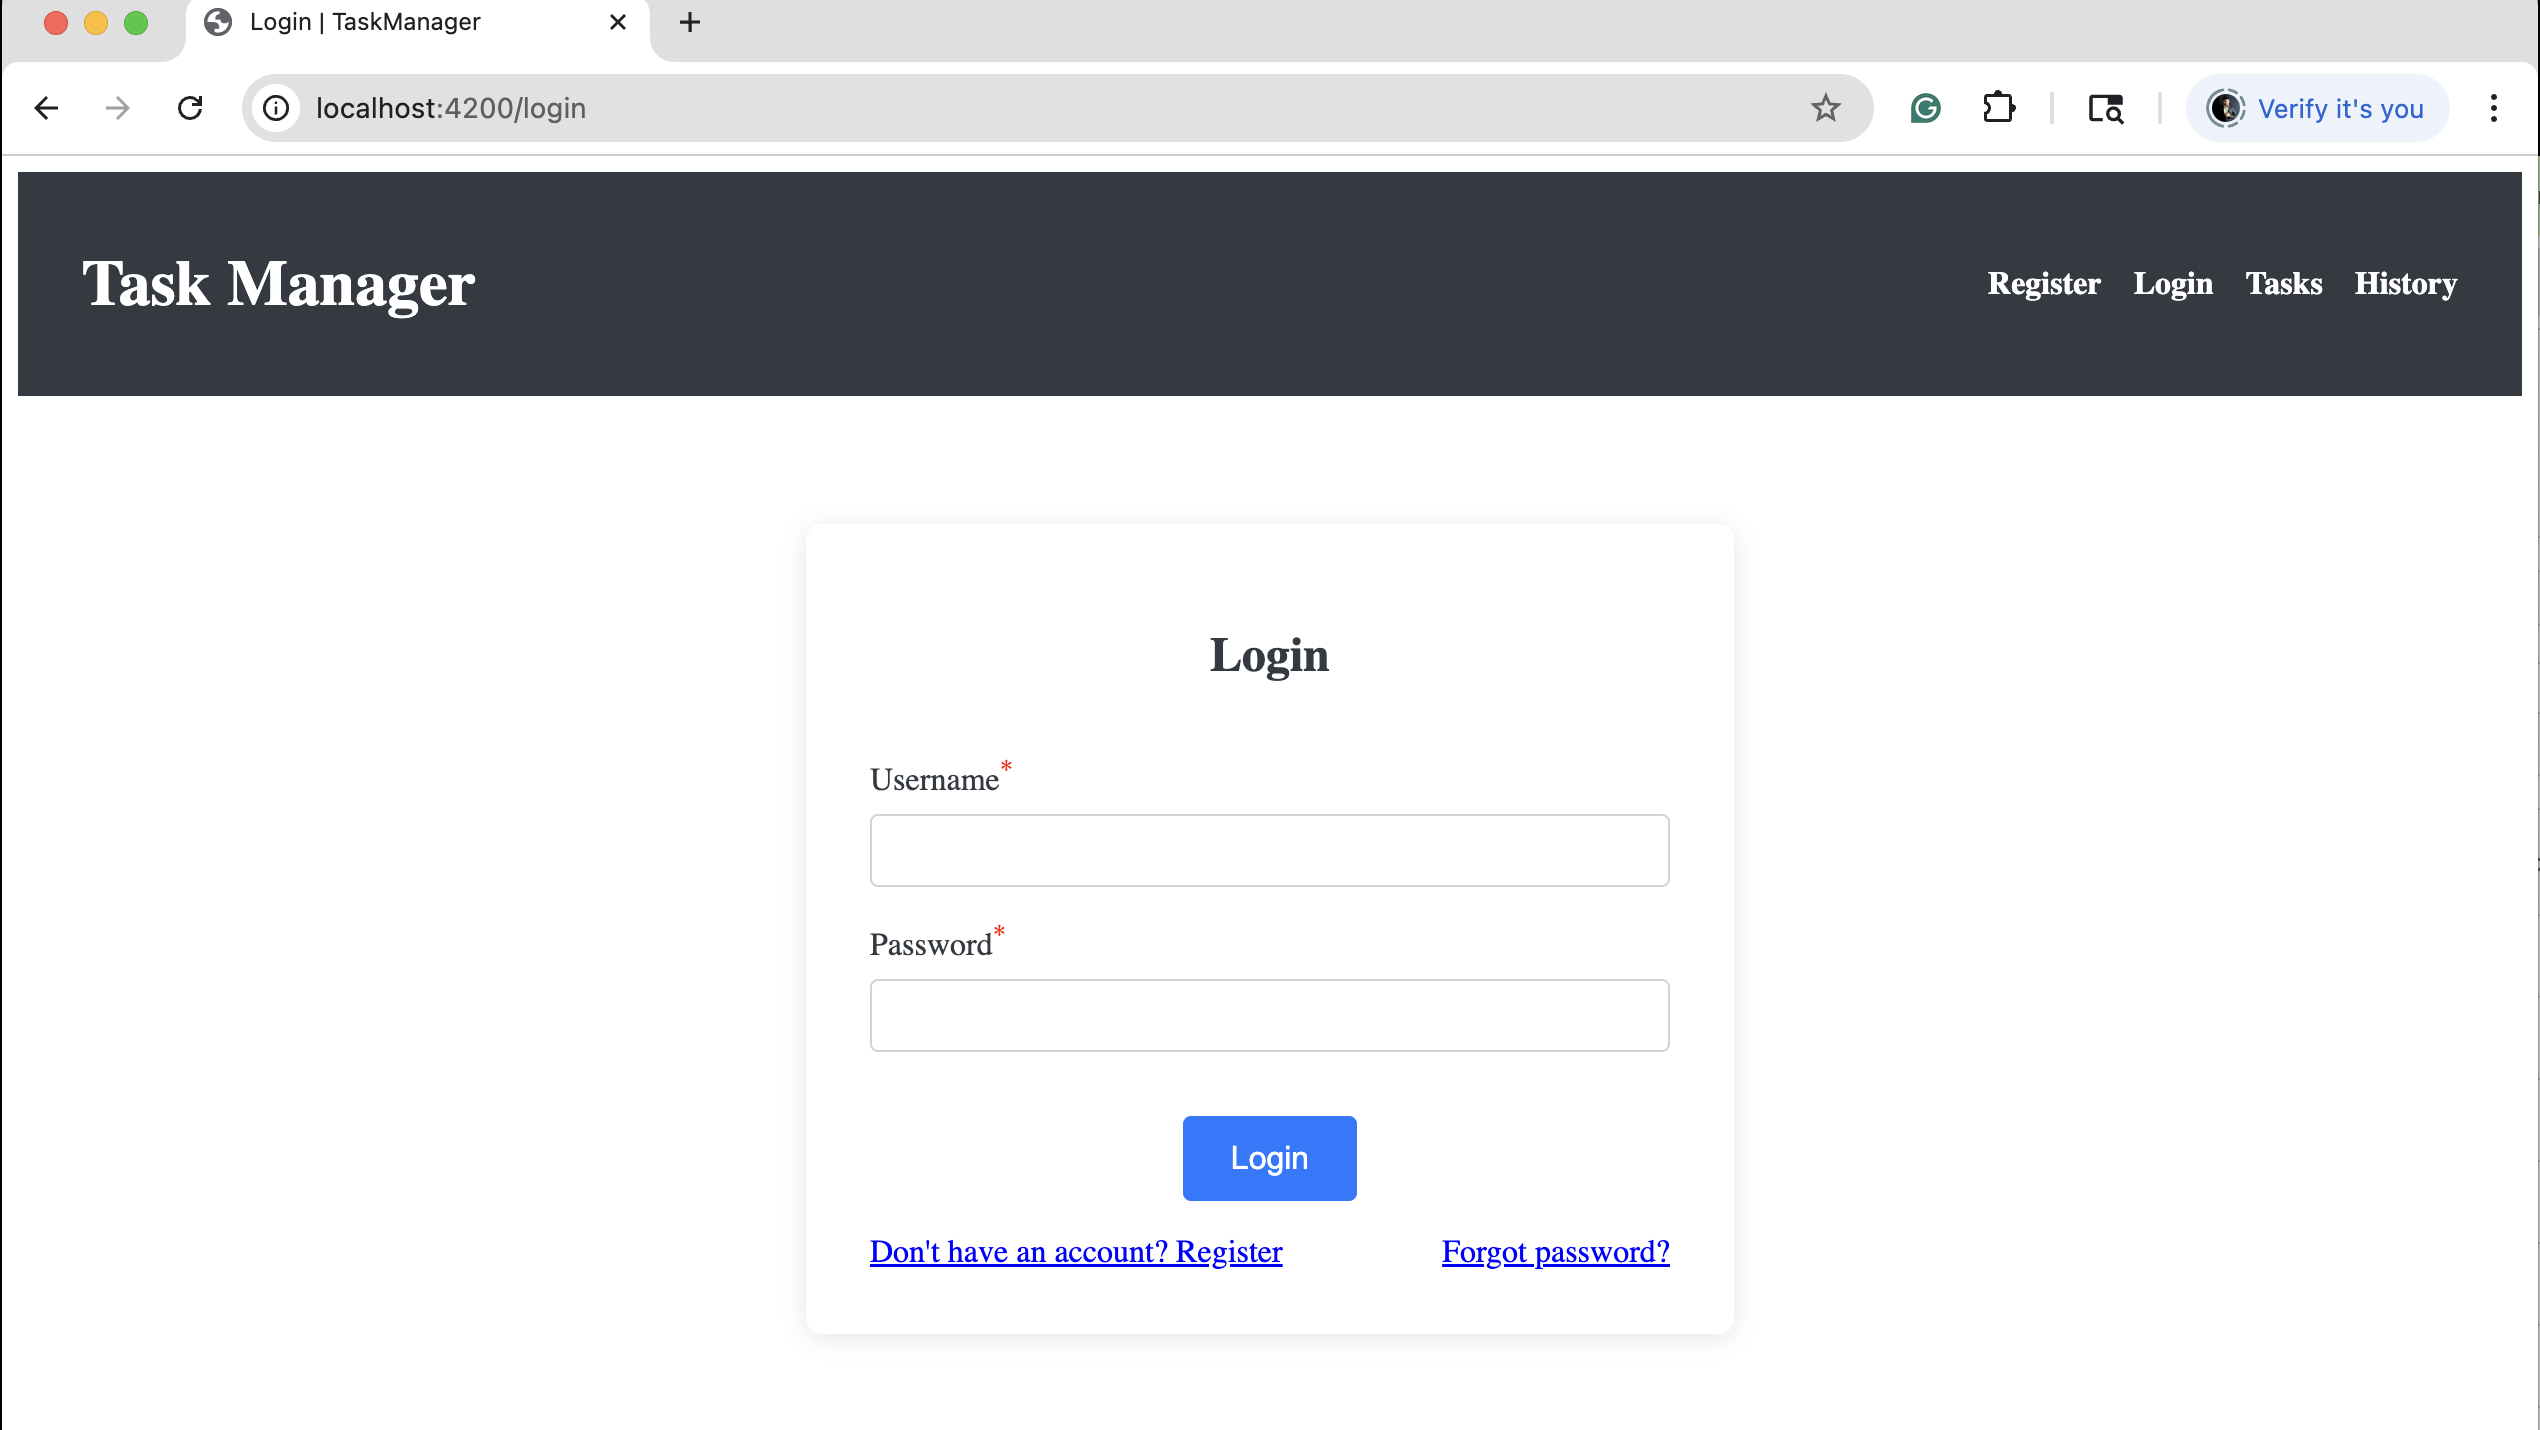 Login | TaskManager
localhost:4200/login
Verify it's you
Task Manager
Register Login Tasks History
Login
Username*
Password*
Login
Don't have an account? Register Forgot password?